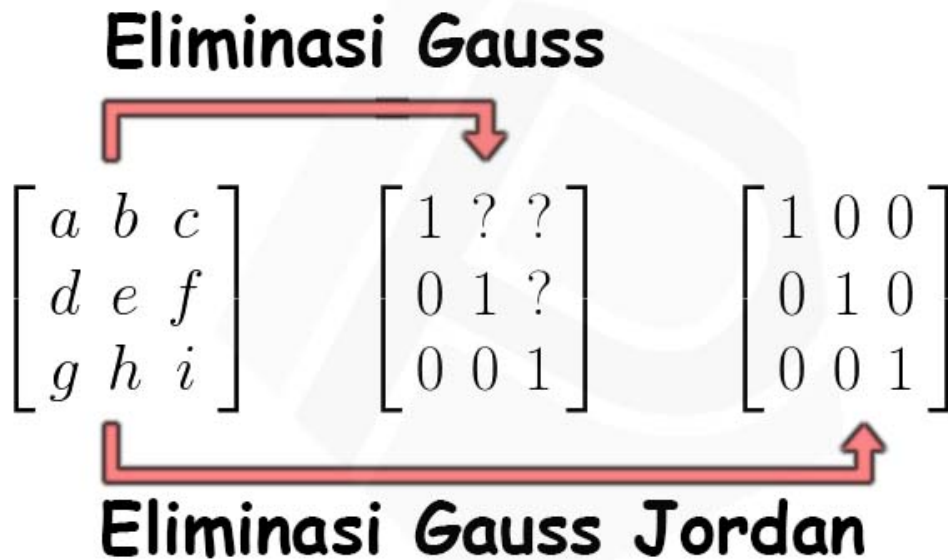 Eliminasi Gauss
a b c    1 ? ?    1 0 0
d e f    0 1 ?    0 1 0
g h i    0 0 1    0 0 1
Eliminasi Gauss Jordan